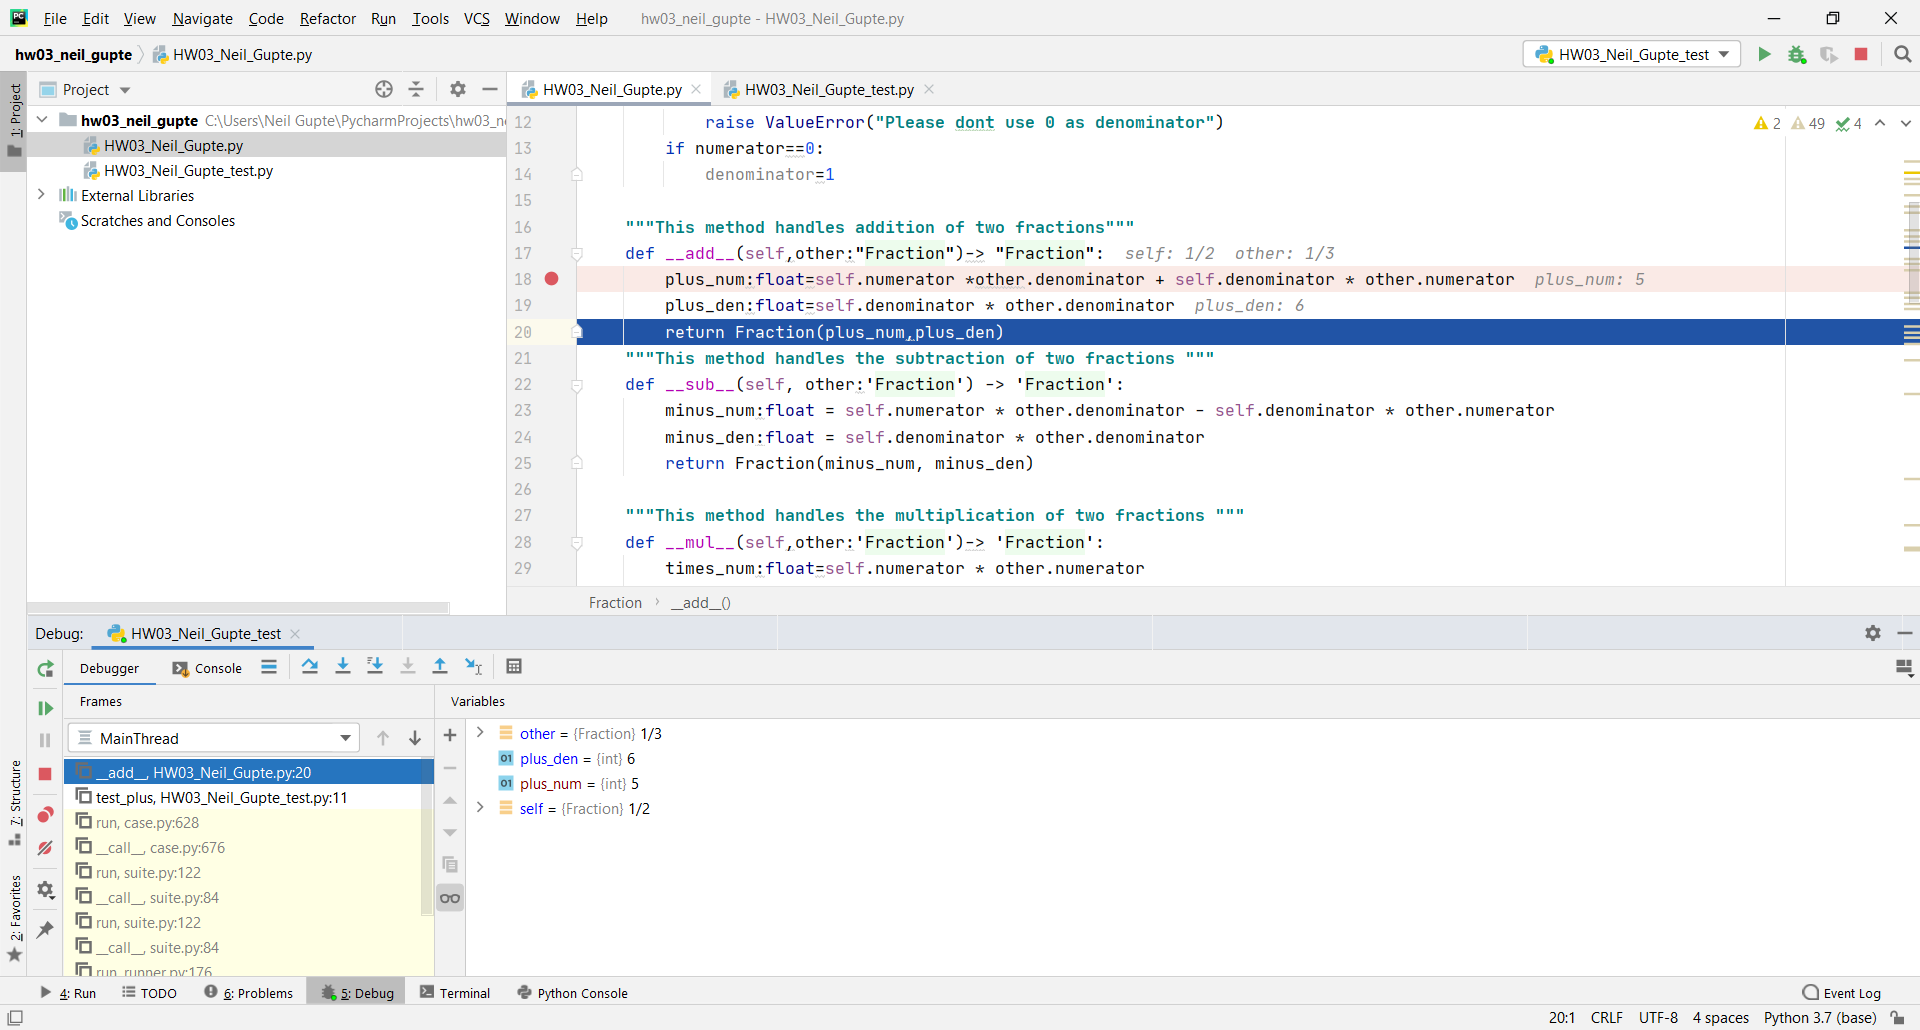 File Edit View Navigate Code Refactor Run Tools VCS Window Help hw03_neil_gupte - HW03_Neil_Gupte.py
hw03_neil_gupte HW03_Neil_Gupte.py HW03_Neil_Gupte_test
1: Project
Project
HW03_Neil_Gupte.py HW03_Neil_Gupte_test.py
hw03_neil_gupte C:\Users\Neil Gupte\PycharmProjects\hw03_n
HW03_Neil_Gupte.py
HW03_Neil_Gupte_test.py
External Libraries
Scratches and Consoles
2 49 4
12 raise ValueError("Please dont use 0 as denominator")
13 if numerator==0:
14 denominator=1
15
16 """This method handles addition of two fractions"""
17 def __add__(self,other:"Fraction")-> "Fraction": self: 1/2 other: 1/3
18 plus_num:float=self.numerator *other.denominator + self.denominator * other.numerator plus_num: 5
19 plus_den:float=self.denominator * other.denominator plus_den: 6
20 return Fraction(plus_num,plus_den)
21 """This method handles the subtraction of two fractions """
22 def __sub__(self, other:'Fraction') -> 'Fraction':
23 minus_num:float = self.numerator * other.denominator - self.denominator * other.numerator
24 minus_den:float = self.denominator * other.denominator
25 return Fraction(minus_num, minus_den)
26
27 """This method handles the multiplication of two fractions """
28 def __mul__(self,other:'Fraction')-> 'Fraction':
29 times_num:float=self.numerator * other.numerator
Fraction › __add__()
Debug: HW03_Neil_Gupte_test
Debugger Console
Frames Variables
MainThread
__add__, HW03_Neil_Gupte.py:20
test_plus, HW03_Neil_Gupte_test.py:11
run, case.py:628
__call__, case.py:676
run, suite.py:122
__call__, suite.py:84
run, suite.py:122
__call__, suite.py:84
run, runner.py:176
other = {Fraction} 1/3
01 plus_den = {int} 6
01 plus_num = {int} 5
self = {Fraction} 1/2
7: Structure
2: Favorites
4: Run TODO 6: Problems 5: Debug Terminal Python Console Event Log
20:1 CRLF UTF-8 4 spaces Python 3.7 (base)